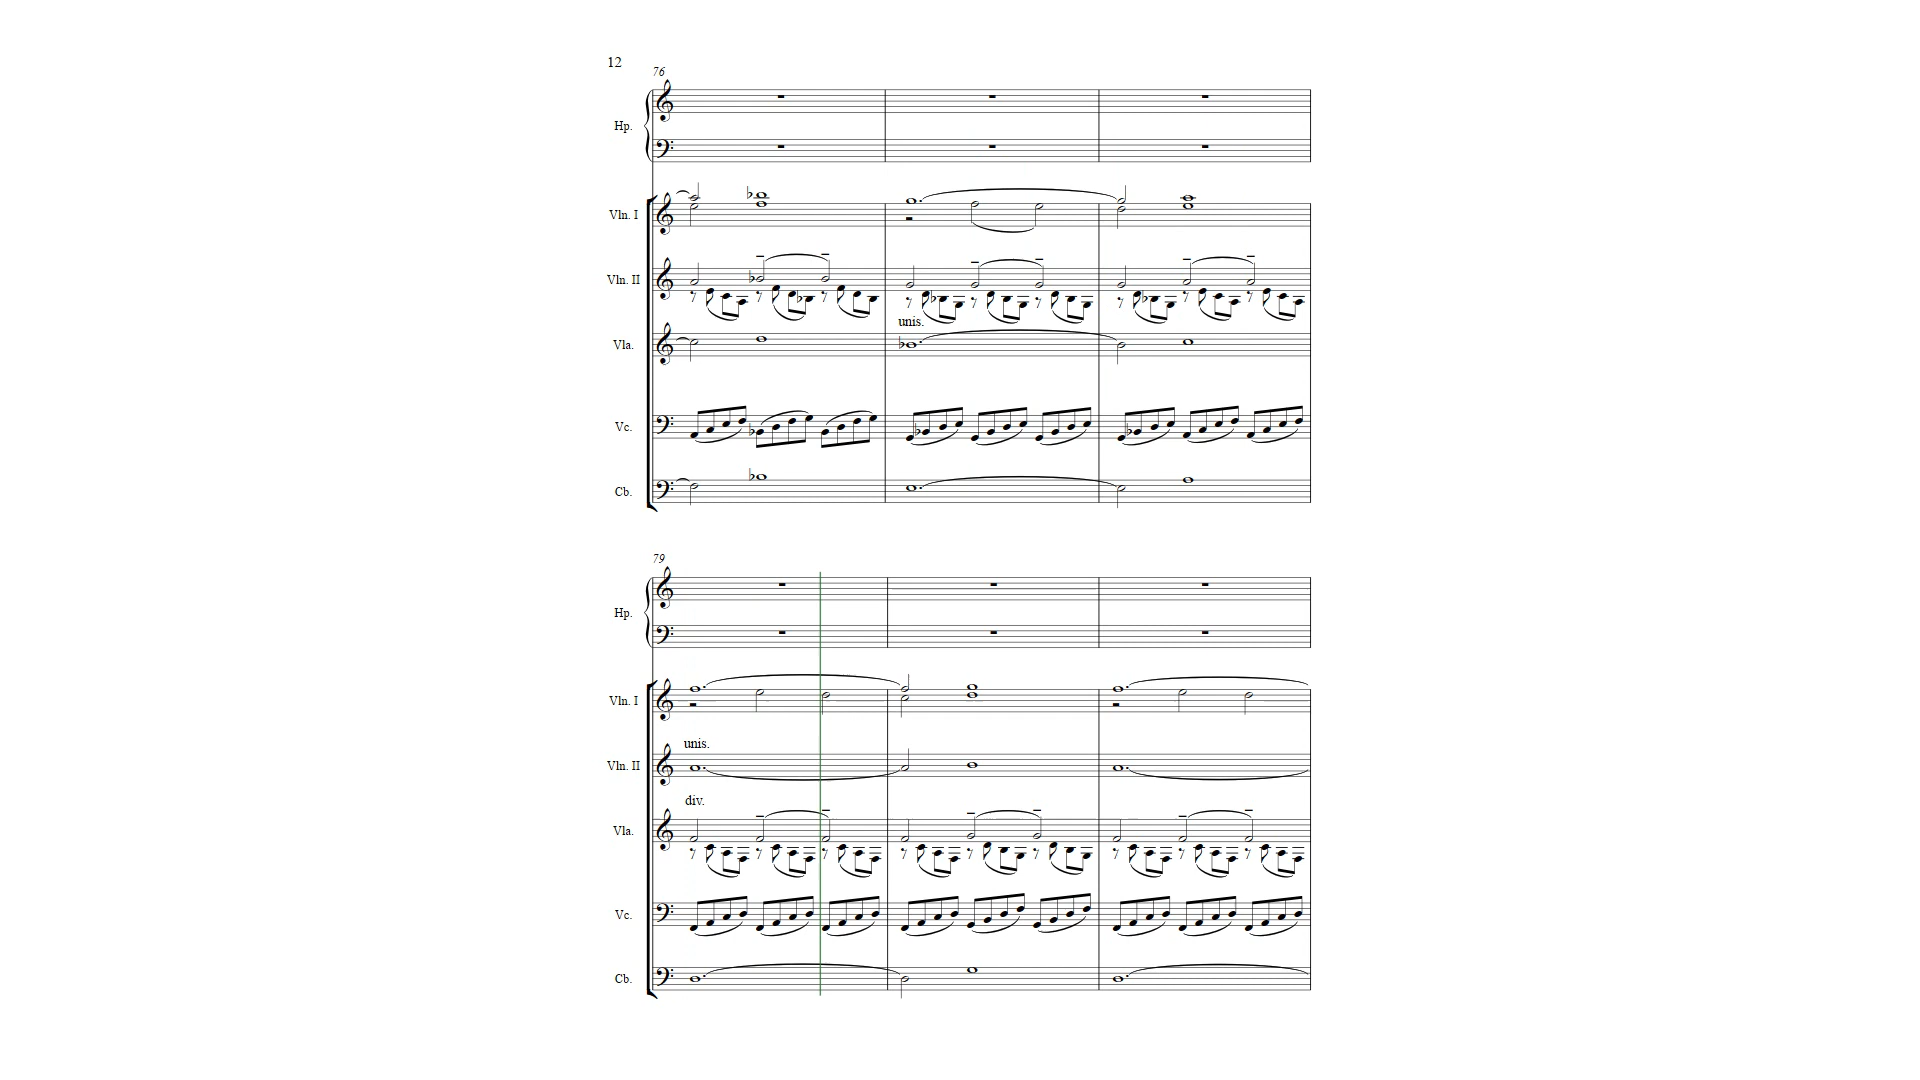 12
76
Hp.
Vln. I
Vln. II
unis.
Vla.
Vc.
Cb.
79
Hp.
Vln. I
unis.
Vln. II
div.
Vla.
Vc.
Cb.